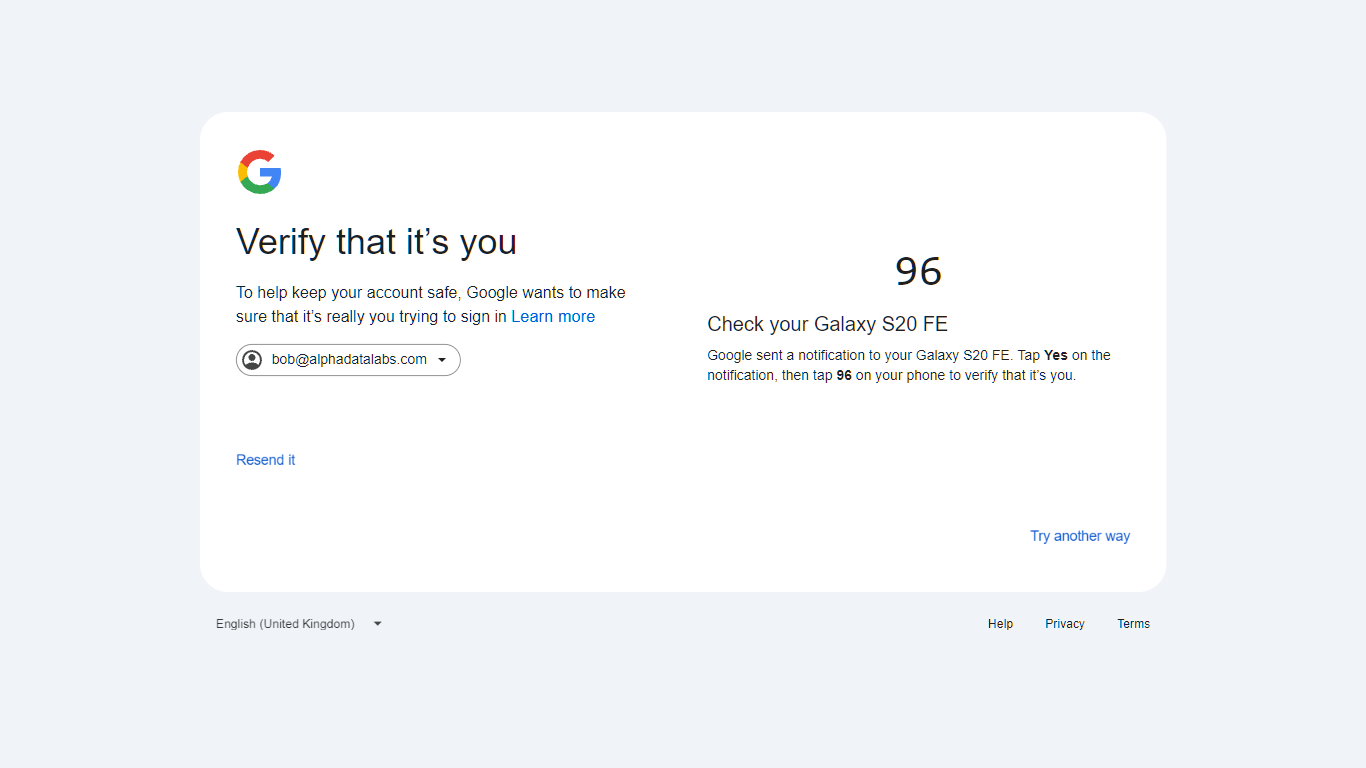 Verify that it’s you
To help keep your account safe, Google wants to make
sure that it’s really you trying to sign in Learn more
bob@alphadatalabs.com
Resend it
96
Check your Galaxy S20 FE
Google sent a notification to your Galaxy S20 FE. Tap Yes on the
notification, then tap 96 on your phone to verify that it’s you.
Try another way
English (United Kingdom)
Help
Privacy
Terms